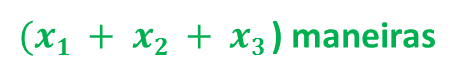 (x₁ + x₂ + x₃) maneiras